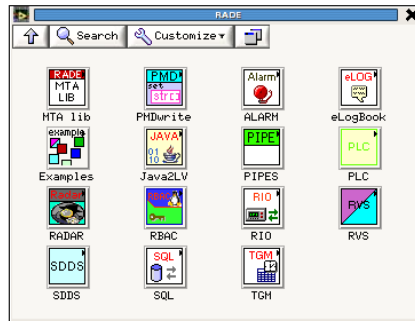 RADE
Search Customize
RADE PMD Alarm eLOG
MTA set
LIB str[]
MTA lib PMDwrite ALARM eLogBook
example JAVA PIPE PLC
01
10
Examples Java2LV PIPES PLC
Radar RBAC RIO RVS
RADAR RBAC RIO RVS
SDDS SQL TGM
SDDS SQL TGM